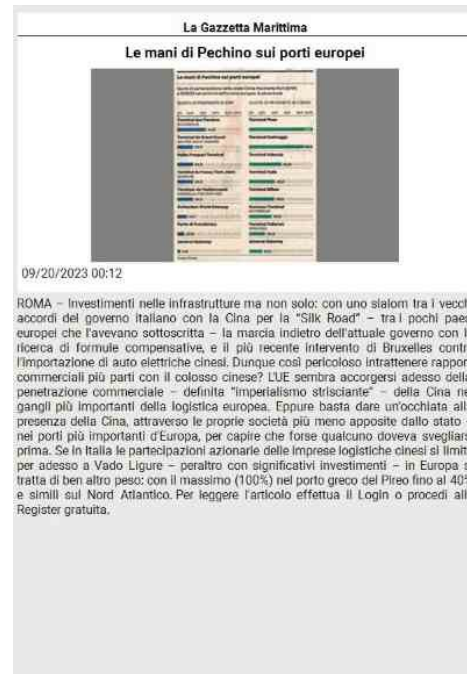 La Gazzetta Marittima
Le mani di Pechino sui porti europei
Le mani di Pechino sui porti europei
09/20/2023 00:12
ROMA – Investimenti nelle infrastrutture ma non solo: con uno slalom tra i vecch
accordi del governo italiano con la Cina per la “Silk Road” – tra i pochi paes
europei che l'avevano sottoscritta – la marcia indietro dell'attuale governo con l
ricerca di formule compensative, e il più recente intervento di Bruxelles contr
l'importazione di auto elettriche cinesi. Dunque così pericoloso intrattenere rappor
commerciali più parti con il colosso cinese? L'UE sembra accorgersi adesso della
penetrazione commerciale – definita “imperialismo strisciante” – della Cina ne
gangli più importanti della logistica europea. Eppure basta dare un'occhiata all
presenza della Cina, attraverso le proprie società più meno apposite dallo stato -
nei porti più importanti d'Europa, per capire che forse qualcuno doveva svegliars
prima. Se in Italia le partecipazioni azionarie delle imprese logistiche cinesi si limit
per adesso a Vado Ligure – peraltro con significativi investimenti – in Europa s
tratta di ben altro peso: con il massimo (100%) nel porto greco del Pireo fino al 40%
e simili sul Nord Atlantico. Per leggere l'articolo effettua il Login o procedi all
Register gratuita.